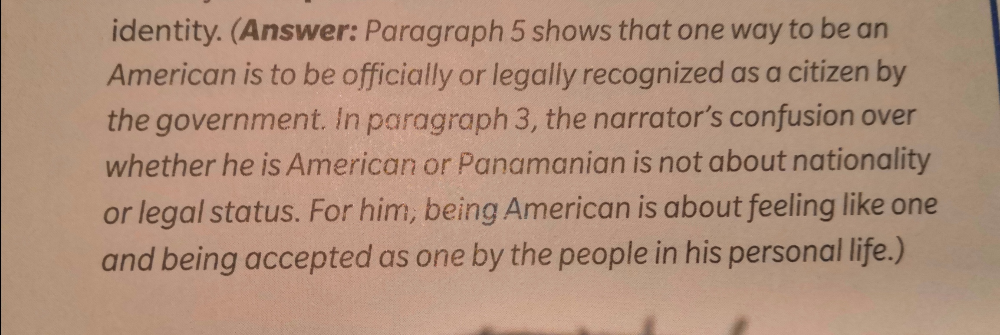 identity. (Answer: Paragraph 5 shows that one way to be an
American is to be officially or legally recognized as a citizen by
the government. In paragraph 3, the narrator's confusion over
whether he is American or Panamanian is not about nationality
or legal status. For him, being American is about feeling like one
and being accepted as one by the people in his personal life.)